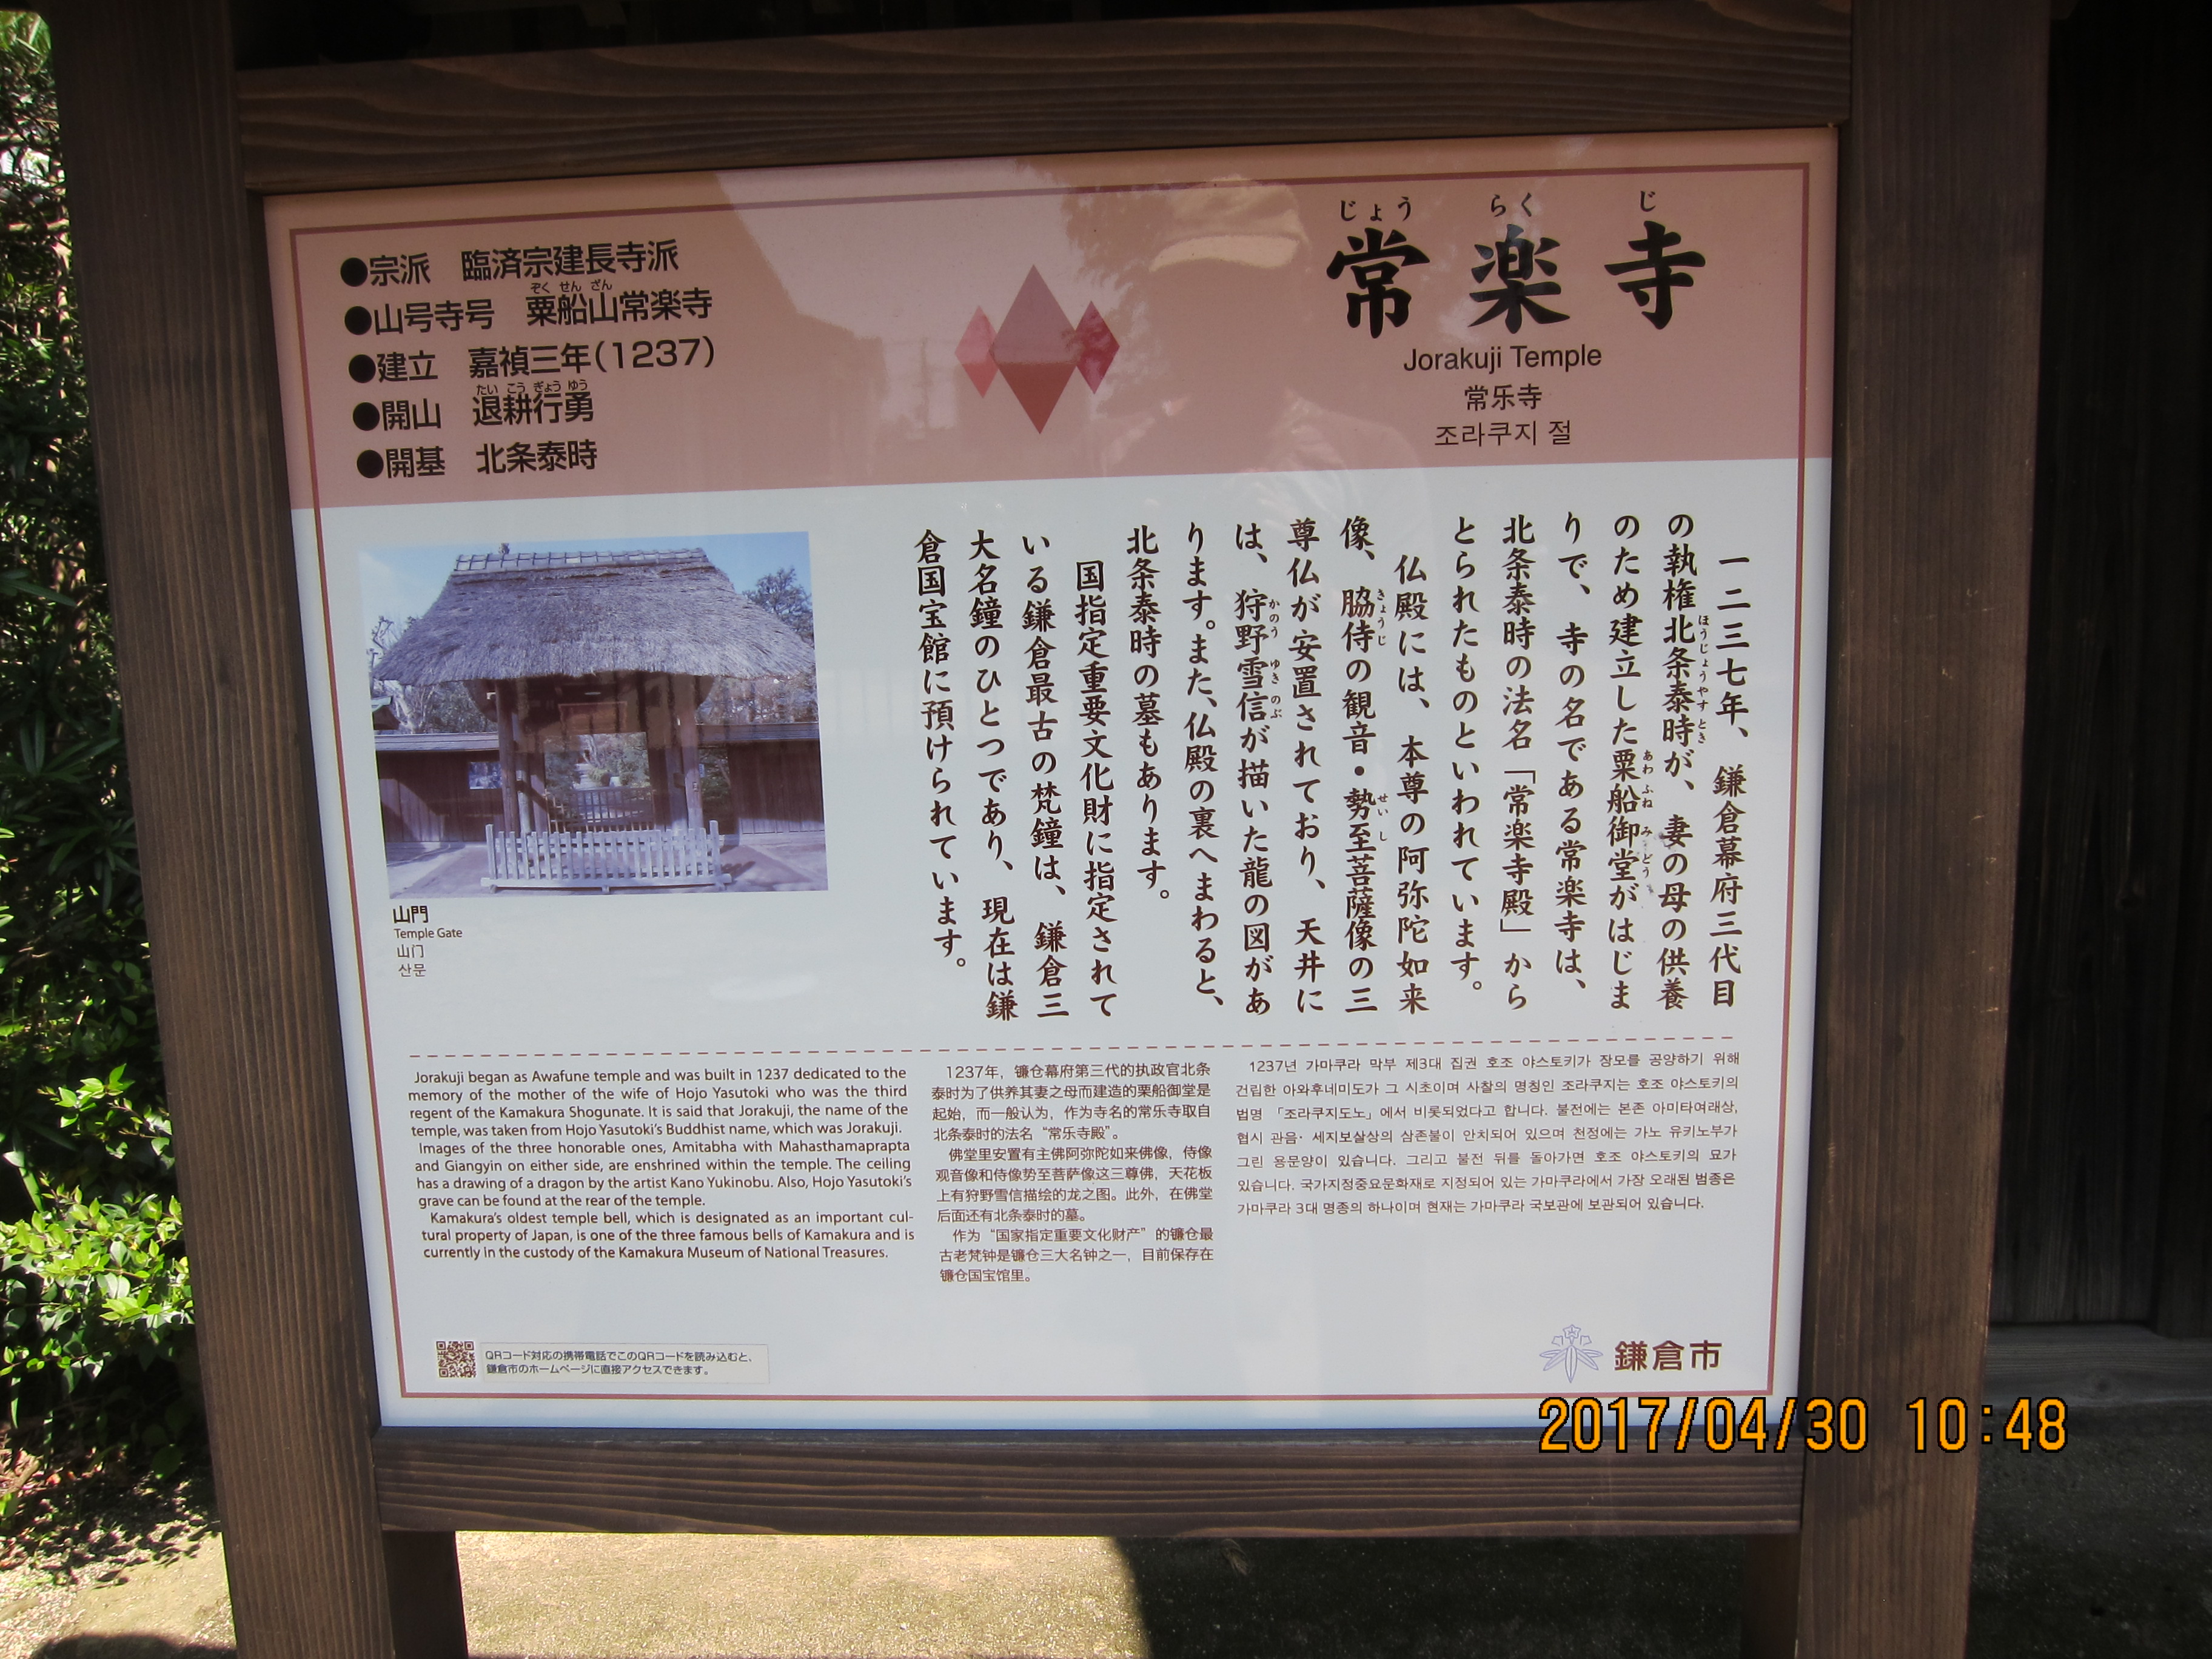 じょう らく じ
常楽寺
Jorakuji Temple
常乐寺
조라쿠지 절
●宗派 臨済宗建長寺派
ぞく せん ざん
●山号寺号 粟船山常楽寺
●建立 嘉禎三年(1237)
たい こう ぎょう ゆう
●開山 退耕行勇
●開基 北条泰時
一二三七年、鎌倉幕府三代目
の執権北条泰時が、妻の母の供養
ほうじょうやすとき
のため建立した粟船御堂がはじま
あわふねみどう
りで、寺の名である常楽寺は、
北条泰時の法名「常楽寺殿」から
とられたものといわれています。
仏殿には、本尊の阿弥陀如来
像、脇侍の観音・勢至菩薩像の三
きょうじ せいし
尊仏が安置されており、天井に
は、狩野雪信が描いた龍の図があ
かのう ゆきのぶ
ります。また、仏殿の裏へまわると、
北条泰時の墓もあります。
国指定重要文化財に指定されて
いる鎌倉最古の梵鐘は、鎌倉三
大名鐘のひとつであり、現在は鎌
倉国宝館に預けられています。
山門
Temple Gate
山门
산문
Jorakuji began as Awafune temple and was built in 1237 dedicated to the
memory of the mother of the wife of Hojo Yasutoki who was the third
regent of the Kamakura Shogunate. It is said that Jorakuji, the name of the
temple, was taken from Hojo Yasutoki's Buddhist name, which was Jorakuji.
Images of the three honorable ones, Amitabha with Mahasthamaprapta
and Giangyin on either side, are enshrined within the temple. The ceiling
has a drawing of a dragon by the artist Kano Yukinobu. Also, Hojo Yasutoki's
grave can be found at the rear of the temple.
Kamakura's oldest temple bell, which is designated as an important cul-
tural property of Japan, is one of the three famous bells of Kamakura and is
currently in the custody of the Kamakura Museum of National Treasures.
1237年，镰仓幕府第三代的执政官北条
泰时为了供养其妻之母而建造的栗船御堂是
起始，而一般认为，作为寺名的常乐寺取自
北条泰时的法名“常乐寺殿”。
佛堂里安置有主佛阿弥陀如来佛像，侍像
观音像和侍像势至菩萨像这三尊佛，天花板
上有狩野雪信描绘的龙之图。此外，在佛堂
后面还有北条泰时的墓。
作为“国家指定重要文化财产”的镰仓最
古老梵钟是镰仓三大名钟之一，目前保存在
镰仓国宝馆里。
1237년 가마쿠라 막부 제3대 집권 호조 야스토키가 장모를 공양하기 위해
건립한 아와후네미도가 그 시초이며 사찰의 명칭인 조라쿠지는 호조 야스토키의
법명 「조라쿠지도노」에서 비롯되었다고 합니다. 불전에는 본존 아미타여래상,
협시 관음· 세지보살상의 삼존불이 안치되어 있으며 천정에는 가노 유키노부가
그린 용문양이 있습니다. 그리고 불전 뒤를 돌아가면 호조 야스토키의 묘가
있습니다. 국가지정중요문화재로 지정되어 있는 가마쿠라에서 가장 오래된 범종은
가마쿠라 3대 명종의 하나이며 현재는 가마쿠라 국보관에 보관되어 있습니다.
QRコード対応の携帯電話でこのQRコードを読み込むと、
鎌倉市のホームページに直接アクセスできます。
鎌倉市
2017/04/30 10:48